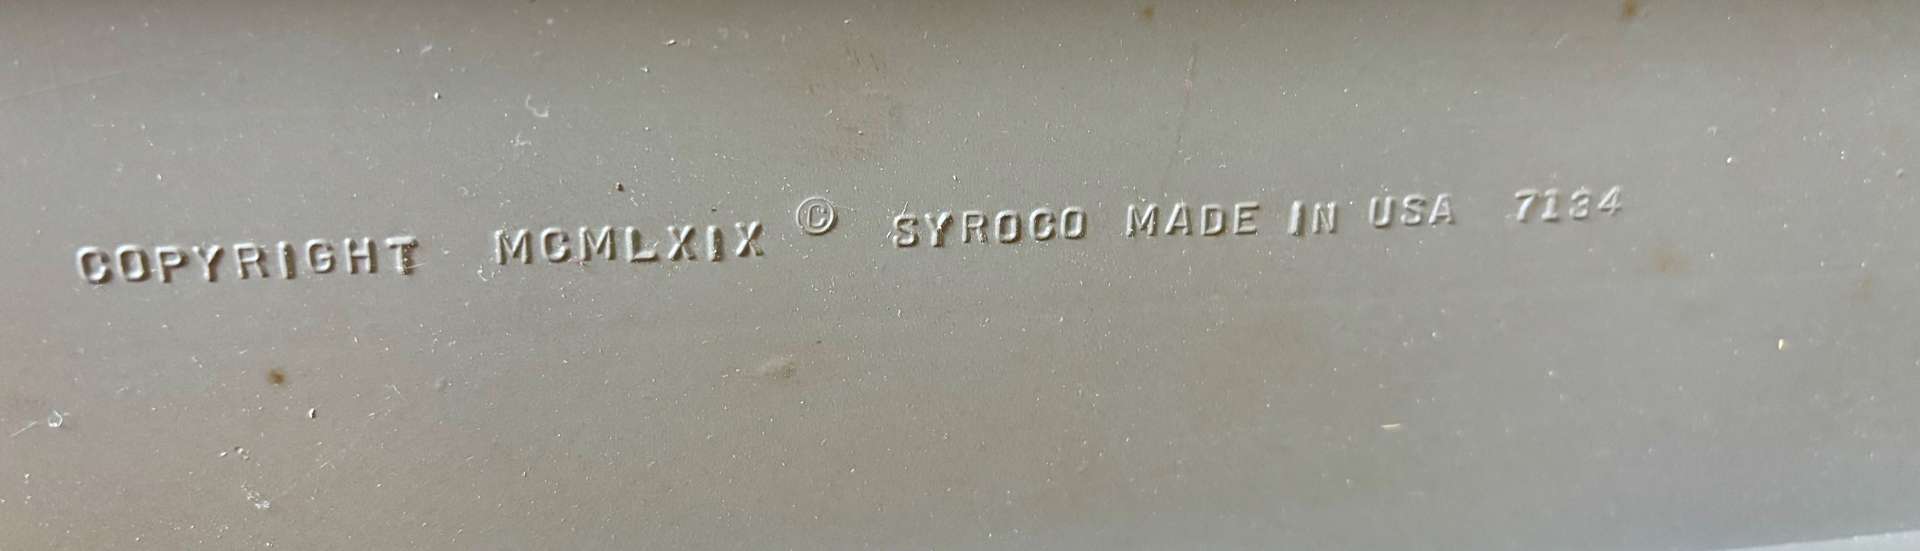 COPYRIGHT MCMLXIX © SYROCO MADE IN USA 7134